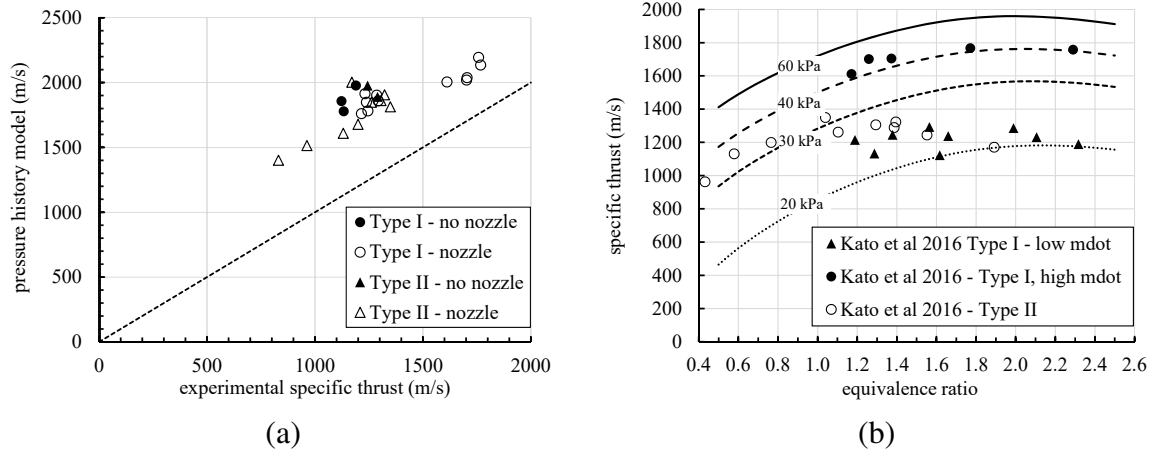 2500
2000
1500
1000
500
0
pressure history model (m/s)
0
500
1000
1500
2000
experimental specific thrust (m/s)
Type I - no nozzle
Type I - nozzle
Type II - no nozzle
Type II - nozzle
(a)
2000
1800
1600
1400
1200
1000
800
600
400
200
0
specific thrust (m/s)
60 kPa
40 kPa
30 kPa
20 kPa
Kato et al 2016 Type I - low mdot
Kato et al 2016 - Type I, high mdot
Kato et al 2016 - Type II
0.4
0.6
0.8
1.0
1.2
1.4
1.6
1.8
2.0
2.2
2.4
2.6
equivalence ratio
(b)